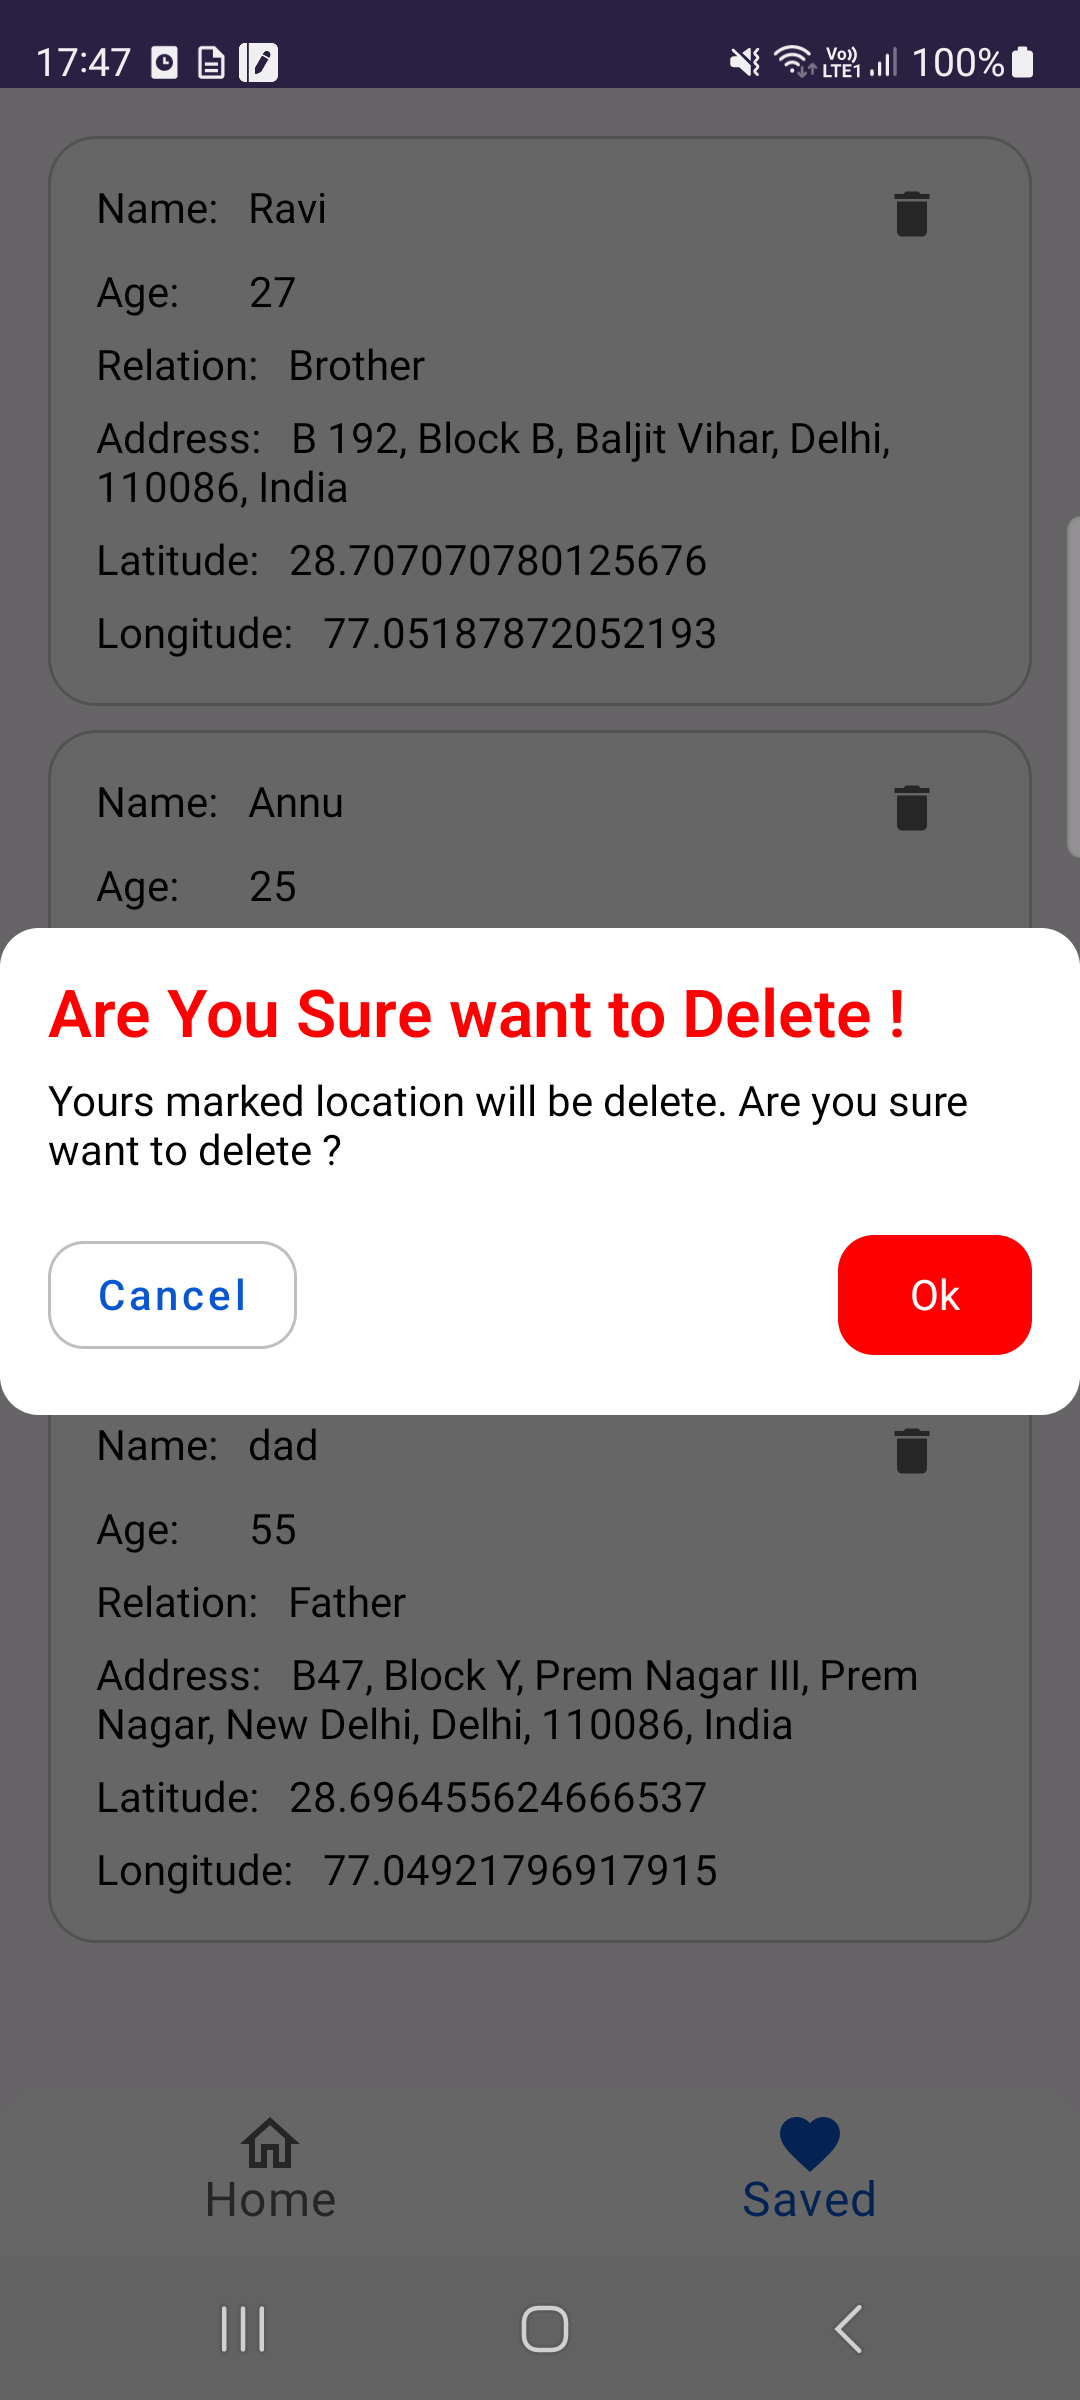 17:47 Vo)) LTE1 100%
Name: Ravi
Age: 27
Relation: Brother
Address: B 192, Block B, Baljit Vihar, Delhi,
110086, India
Latitude: 28.707070780125676
Longitude: 77.05187872052193
Name: Annu
Age: 25
Are You Sure want to Delete !
Yours marked location will be delete. Are you sure
want to delete ?
Cancel Ok
Name: dad
Age: 55
Relation: Father
Address: B47, Block Y, Prem Nagar III, Prem
Nagar, New Delhi, Delhi, 110086, India
Latitude: 28.696455624666537
Longitude: 77.04921796917915
Home Saved